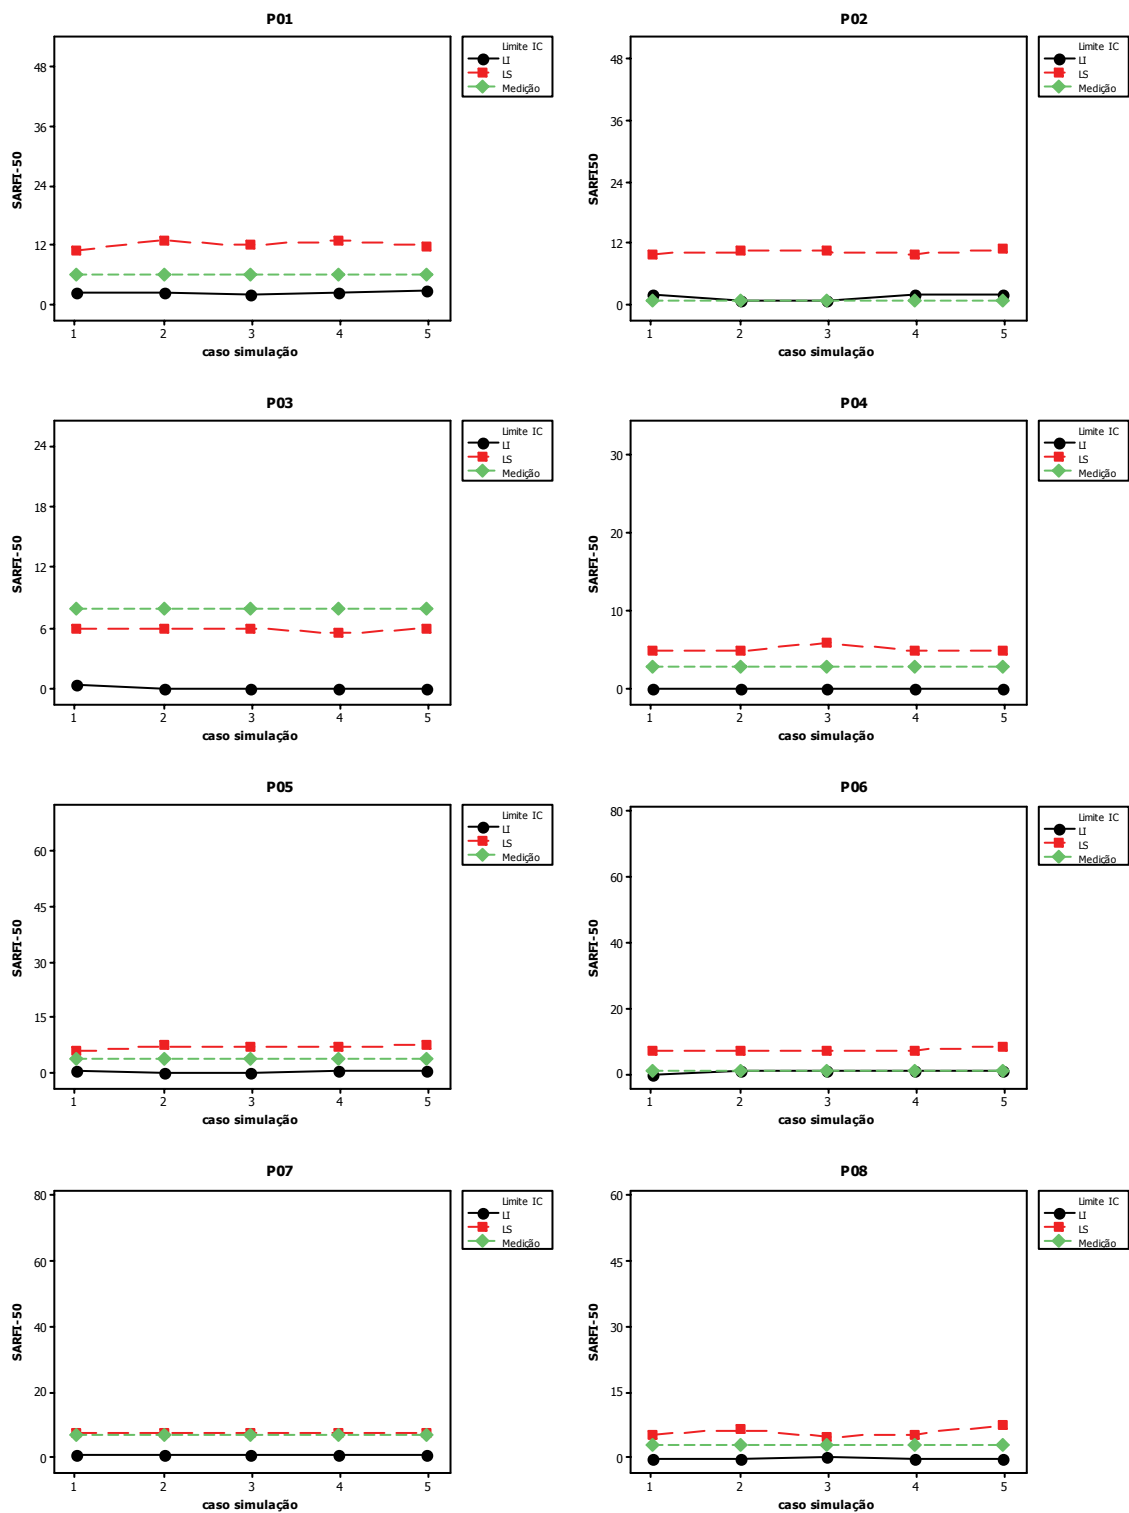 P01
SARFI-50
48
36
24
12
0
1 2 3 4 5
caso simulação
Limite IC
LI
LS
Medição
P02
SARFI50
48
36
24
12
0
1 2 3 4 5
caso simulação
Limite IC
LI
LS
Medição
P03
SARFI-50
24
18
12
6
0
1 2 3 4 5
caso simulação
Limite IC
LI
LS
Medição
P04
SARFI-50
30
20
10
0
1 2 3 4 5
caso simulação
Limite IC
LI
LS
Medição
P05
SARFI-50
60
45
30
15
0
1 2 3 4 5
caso simulação
Limite IC
LI
LS
Medição
P06
SARFI-50
80
60
40
20
0
1 2 3 4 5
caso simulação
Limite IC
LI
LS
Medição
P07
SARFI-50
80
60
40
20
0
1 2 3 4 5
caso simulação
Limite IC
LI
LS
Medição
P08
SARFI-50
60
45
30
15
0
1 2 3 4 5
caso simulação
Limite IC
LI
LS
Medição